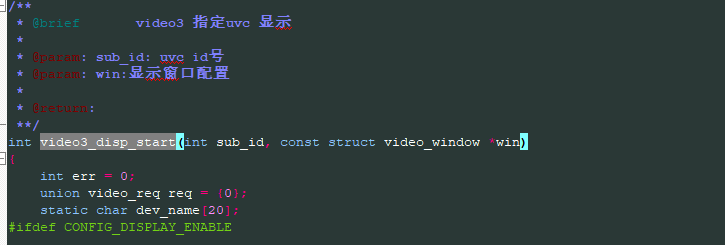 /**
* @brief video3 指定uvc 显示
*
* @param: sub_id: uvc id号
* @param: win:显示窗口配置
*
* @return:
**/
int video3_disp_start(int sub_id, const struct video_window *win)
{
int err = 0;
union video_req req = {0};
static char dev_name[20];
#ifdef CONFIG_DISPLAY_ENABLE